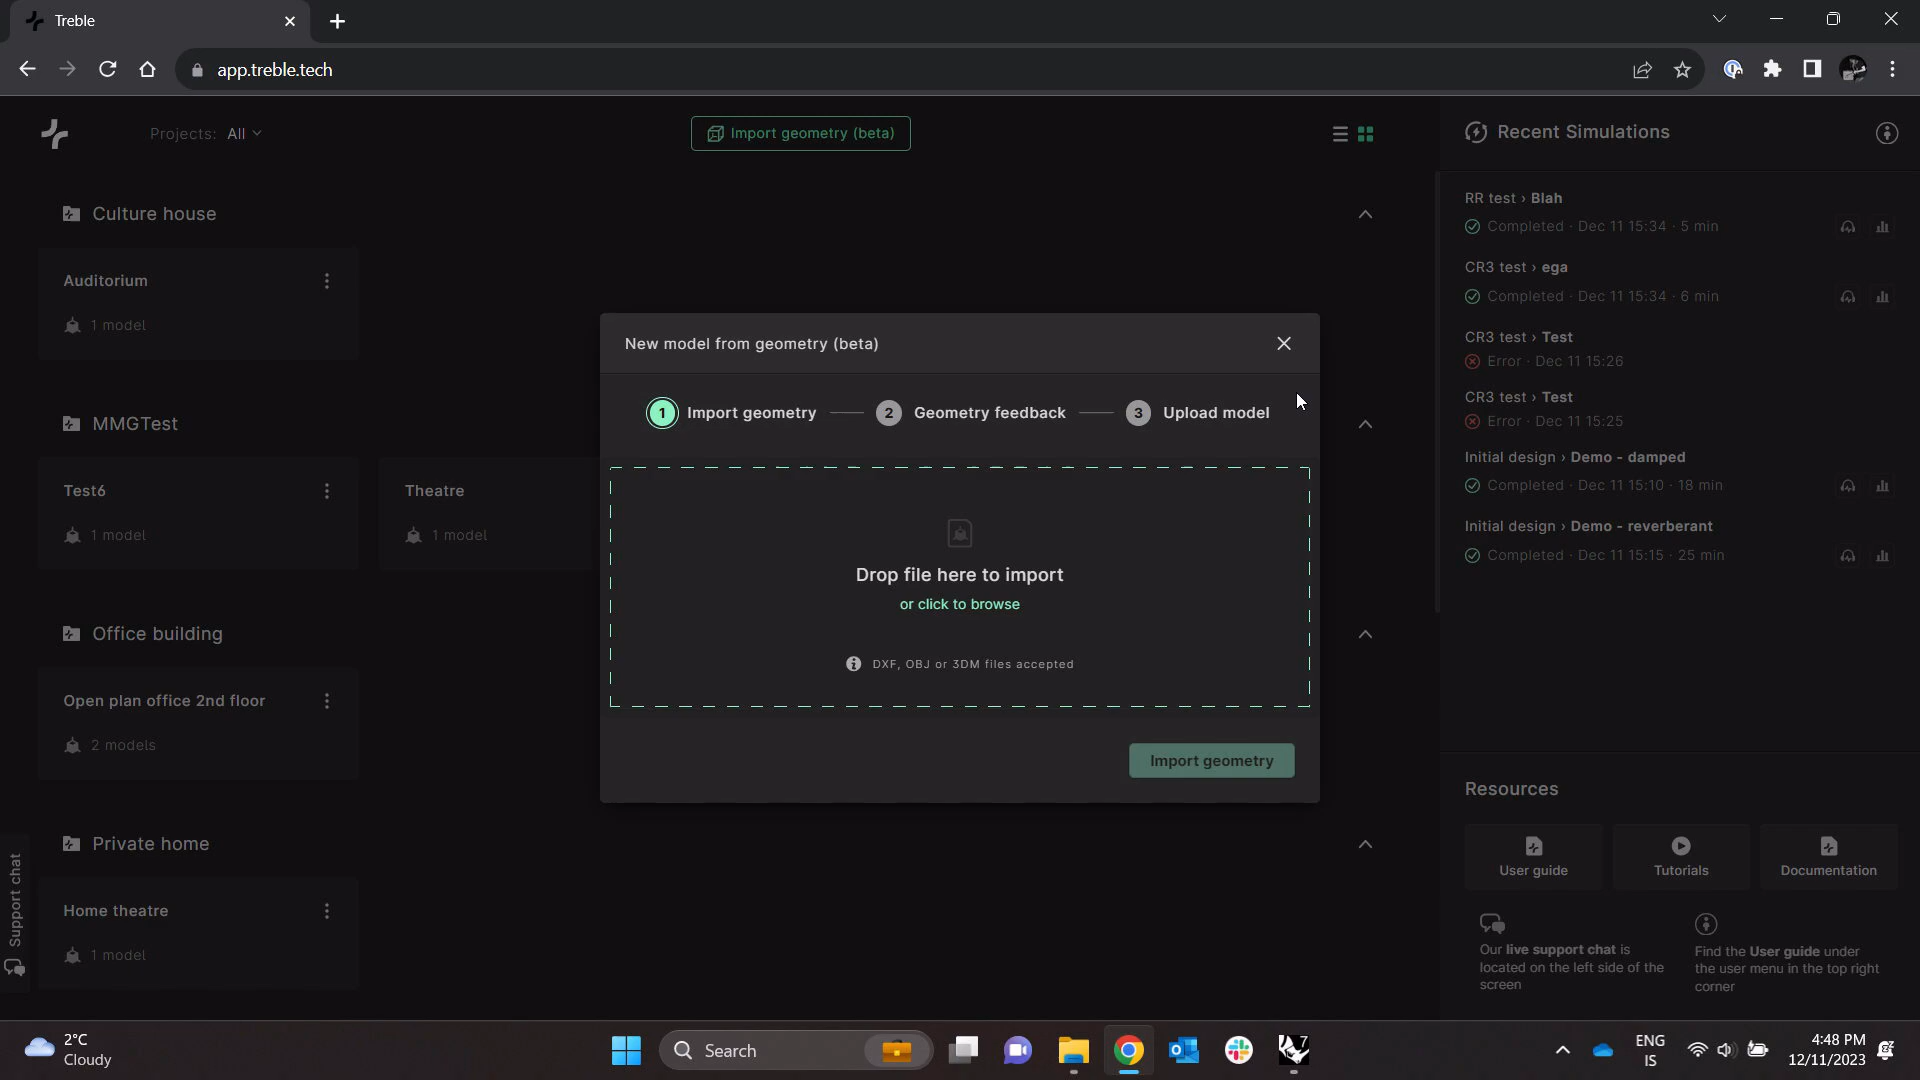 Treble
app.treble.tech
Projects: All
Import geometry (beta)
Recent Simulations
Culture house
Auditorium
1 model
MMGTest
Test6
1 model
Theatre
1 model
Office building
Open plan office 2nd floor
2 models
Private home
Home theatre
1 model
Support chat
New model from geometry (beta)
1 Import geometry
2 Geometry feedback
3 Upload model
Drop file here to import
or click to browse
DXF, OBJ or 3DM files accepted
Import geometry
RR test › Blah
Completed · Dec 11 15:34 · 5 min
CR3 test › ega
Completed · Dec 11 15:34 · 6 min
CR3 test › Test
Error · Dec 11 15:26
CR3 test › Test
Error · Dec 11 15:25
Initial design › Demo - damped
Completed · Dec 11 15:10 · 18 min
Initial design › Demo - reverberant
Completed · Dec 11 15:15 · 25 min
Resources
User guide
Tutorials
Documentation
Our live support chat is
located on the left side of the
screen
Find the User guide under
the user menu in the top right
corner
2°C
Cloudy
Search
7
ENG
IS
4:48 PM
12/11/2023